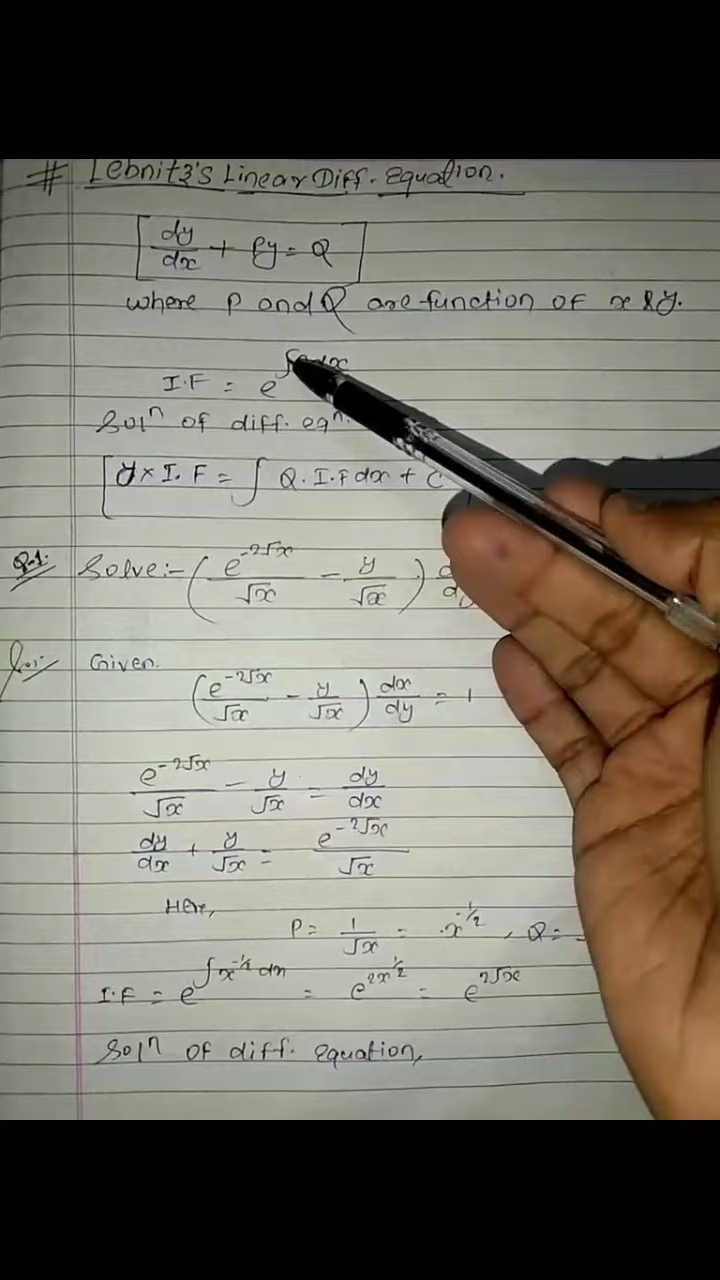 # Lebnitz's Linear Diff. Equation.
dy/dx + Py = Q
where P and Q are function of x & y.
I.F = e^∫ dx
Solⁿ of diff. eqⁿ.
y × I.F = ∫ Q. I.F dx + C
Q-1. Solve:- (e^-2√x/√x - y/√x)
Given.
(e^-2√x/√x - y/√x) dx/dy = 1
e^-2√x/√x - y/√x = dy/dx
dy/dx + y/√x = e^-2√x/√x
Here,
P = 1/√x = x^-1/2, Q =
I.F = e^∫x^-1/2 dx = e^2x^1/2 = e^2√x
Solⁿ of diff. equation,